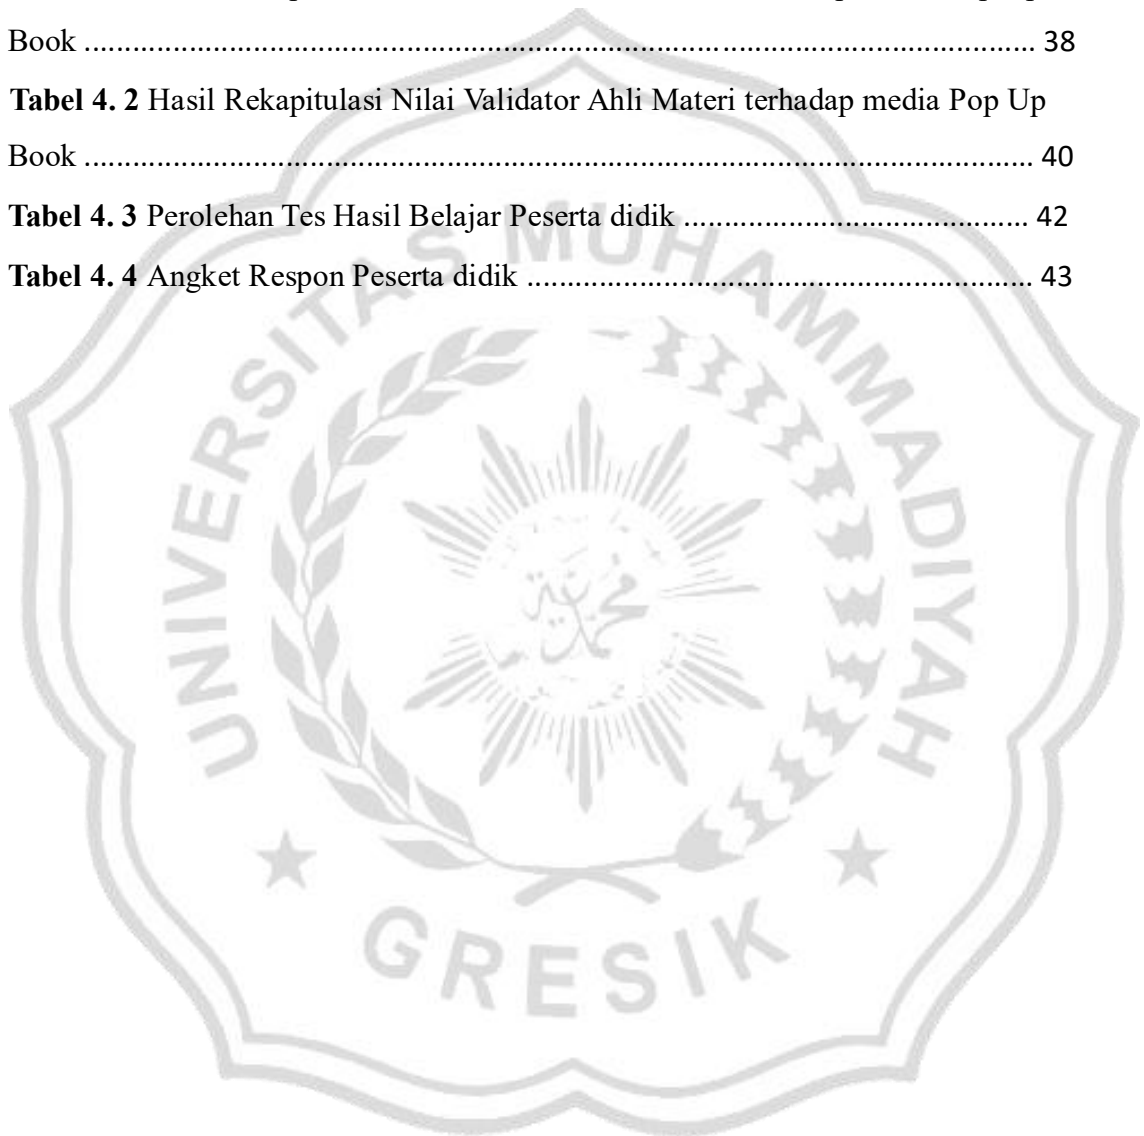 Book ........................................................................................................................ 38
Tabel 4. 2 Hasil Rekapitulasi Nilai Validator Ahli Materi terhadap media Pop Up
Book ........................................................................................................................ 40
Tabel 4. 3 Perolehan Tes Hasil Belajar Peserta didik ........................................... 42
Tabel 4. 4 Angket Respon Peserta didik ............................................................... 43
UNIVERSITAS MUHAMMADIYAH
GRESIK